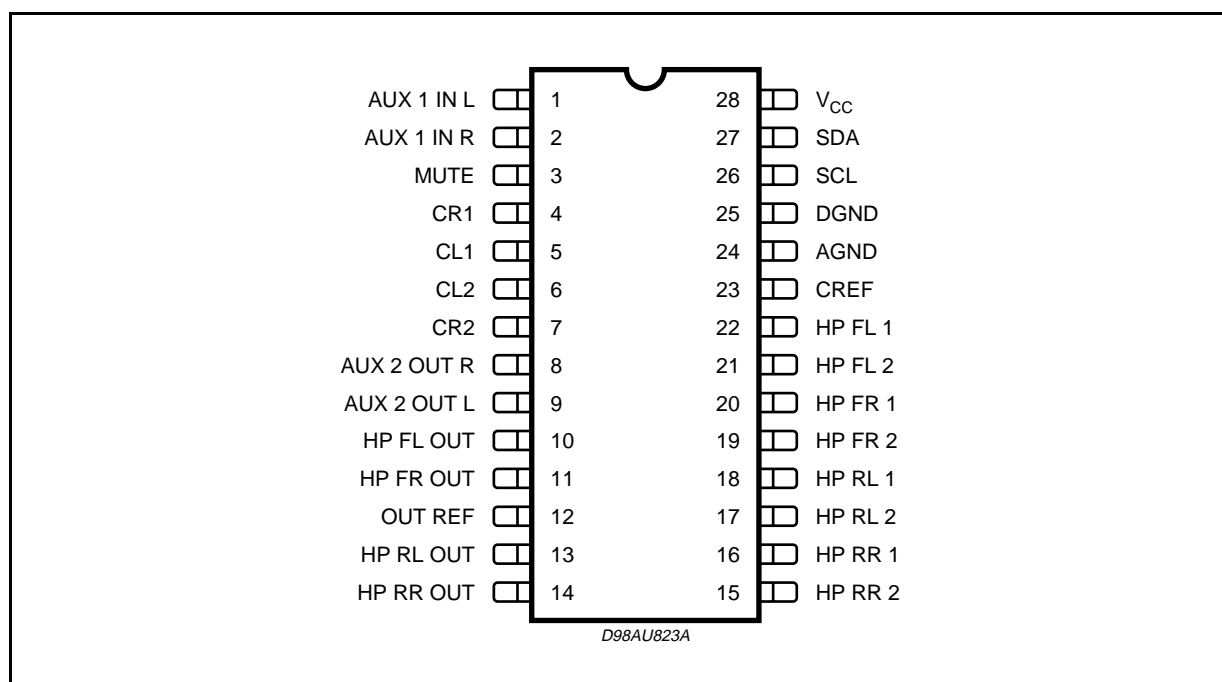 AUX 1 IN L 1 28 VCC
AUX 1 IN R 2 27 SDA
MUTE 3 26 SCL
CR1 4 25 DGND
CL1 5 24 AGND
CL2 6 23 CREF
CR2 7 22 HP FL 1
AUX 2 OUT R 8 21 HP FL 2
AUX 2 OUT L 9 20 HP FR 1
HP FL OUT 10 19 HP FR 2
HP FR OUT 11 18 HP RL 1
OUT REF 12 17 HP RL 2
HP RL OUT 13 16 HP RR 1
HP RR OUT 14 15 HP RR 2
D98AU823A